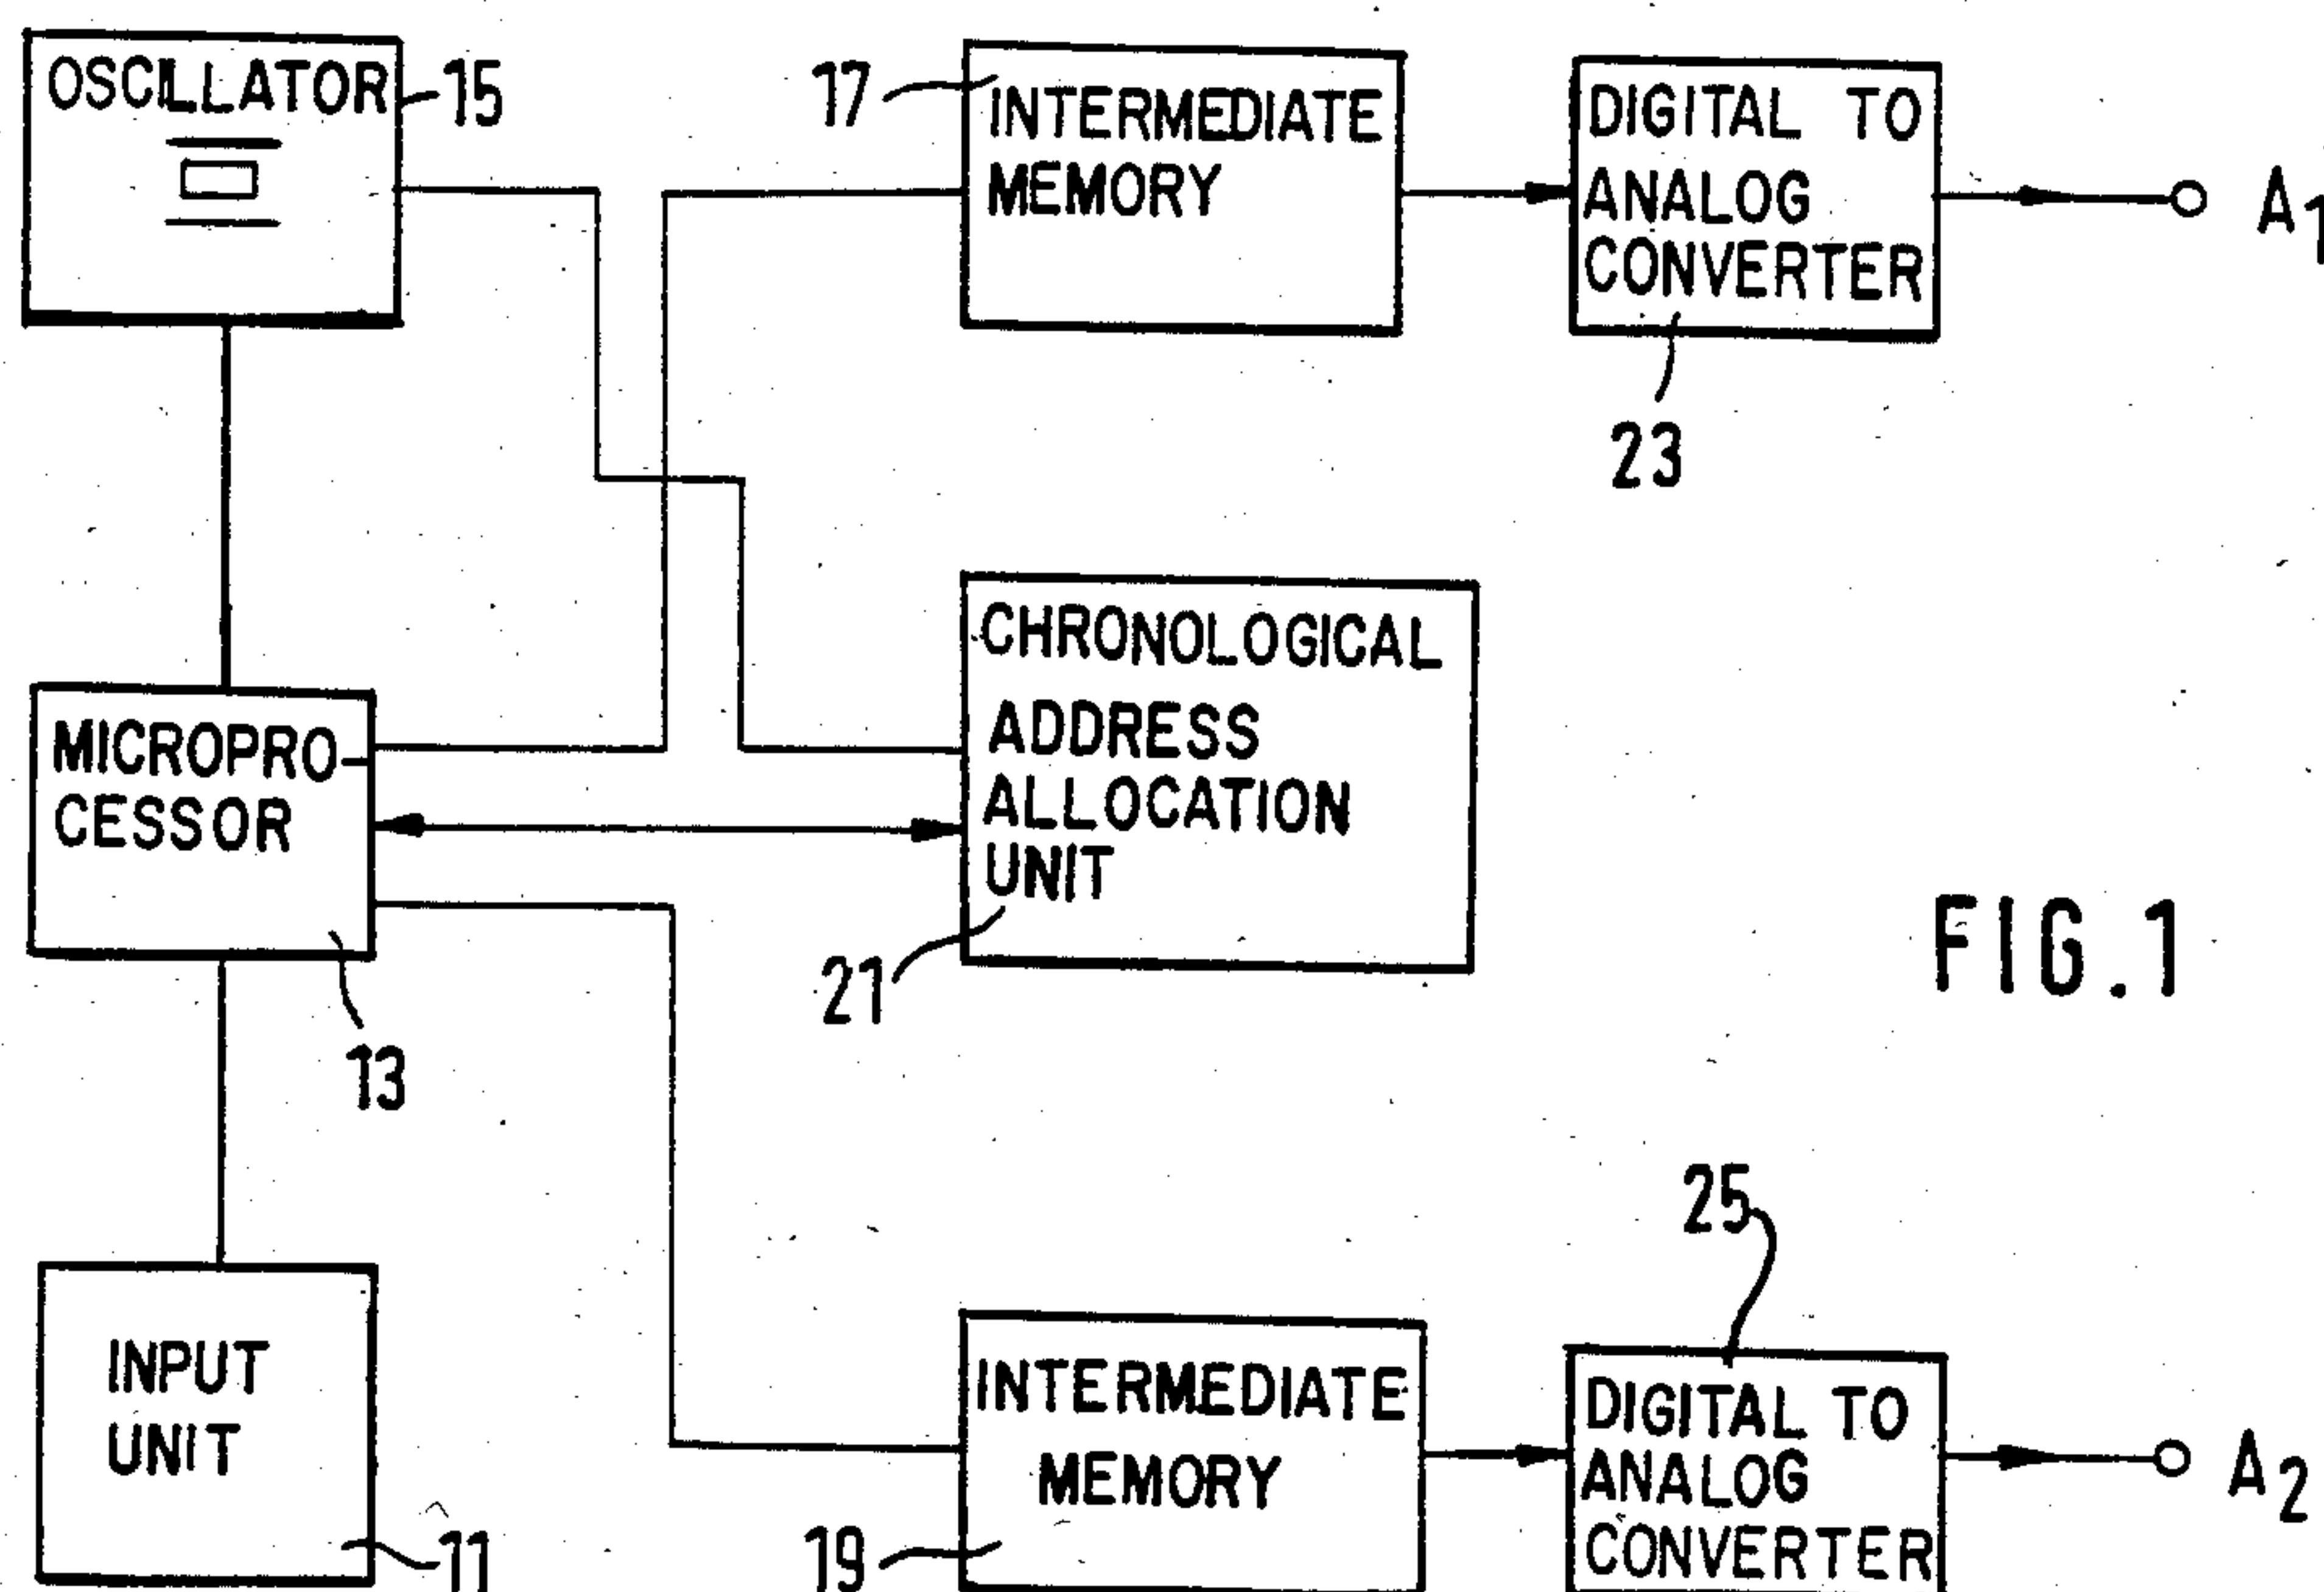 OSCILLATOR
15
17
INTERMEDIATE
MEMORY
DIGITAL TO
ANALOG
CONVERTER
A1
23
MICROPRO-
CESSOR
13
CHRONOLOGICAL
ADDRESS
ALLOCATION
UNIT
21
FIG.1
INPUT
UNIT
11
INTERMEDIATE
MEMORY
19
25
DIGITAL TO
ANALOG
CONVERTER
A2